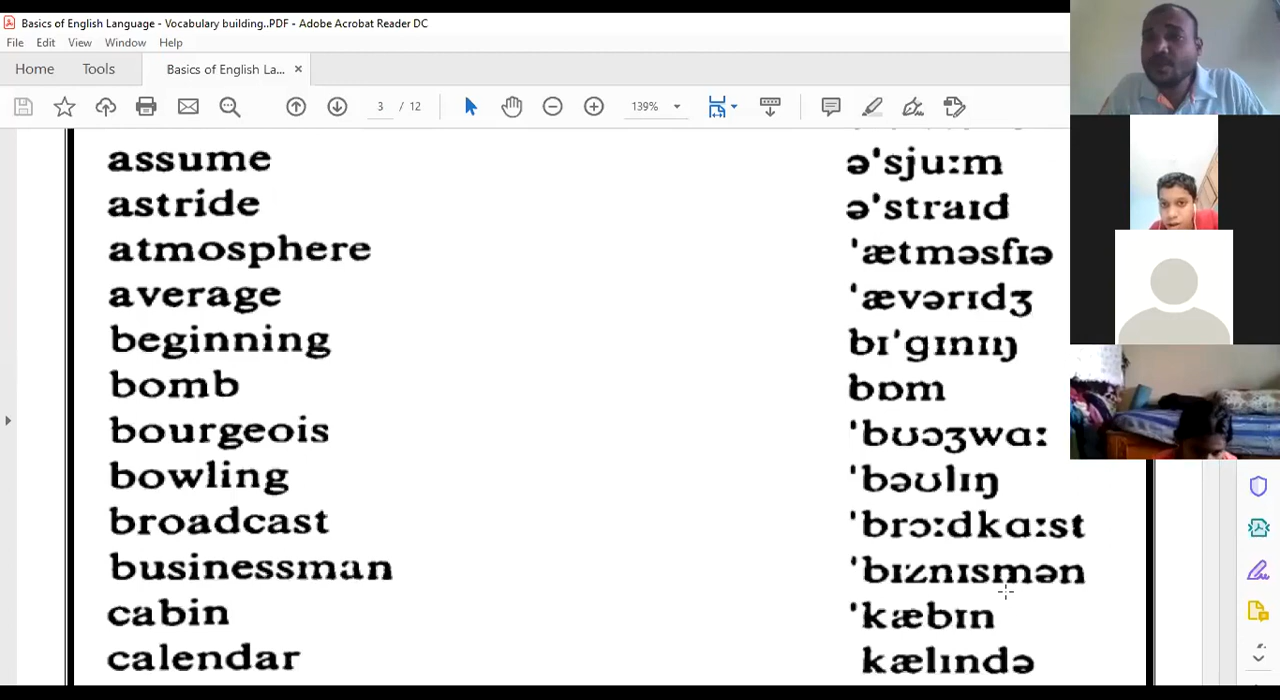 Basics of English Language - Vocabulary building..PDF - Adobe Acrobat Reader DC
File Edit View Window Help
Home Tools Basics of English La... ×
3 / 12 139%
assume əˈsjuːm
astride əˈstraɪd
atmosphere ˈætməsfɪə
average ˈævərɪdʒ
beginning bɪˈgɪnɪŋ
bomb bɒm
bourgeois ˈbʊɔʒwɑː
bowling ˈbəʊlɪŋ
broadcast ˈbrɔːdkɑːst
businessman ˈbɪznɪsmən
cabin ˈkæbɪn
calendar kælɪndə